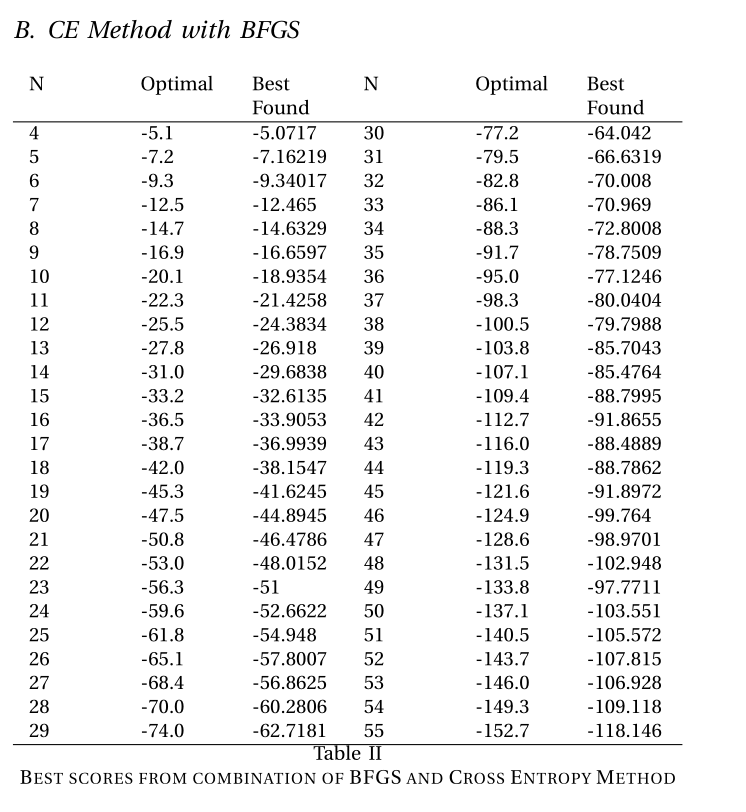 B. CE Method with BFGS
N Optimal Best Found N Optimal Best Found
4 -5.1 -5.0717 30 -77.2 -64.042
5 -7.2 -7.16219 31 -79.5 -66.6319
6 -9.3 -9.34017 32 -82.8 -70.008
7 -12.5 -12.465 33 -86.1 -70.969
8 -14.7 -14.6329 34 -88.3 -72.8008
9 -16.9 -16.6597 35 -91.7 -78.7509
10 -20.1 -18.9354 36 -95.0 -77.1246
11 -22.3 -21.4258 37 -98.3 -80.0404
12 -25.5 -24.3834 38 -100.5 -79.7988
13 -27.8 -26.918 39 -103.8 -85.7043
14 -31.0 -29.6838 40 -107.1 -85.4764
15 -33.2 -32.6135 41 -109.4 -88.7995
16 -36.5 -33.9053 42 -112.7 -91.8655
17 -38.7 -36.9939 43 -116.0 -88.4889
18 -42.0 -38.1547 44 -119.3 -88.7862
19 -45.3 -41.6245 45 -121.6 -91.8972
20 -47.5 -44.8945 46 -124.9 -99.764
21 -50.8 -46.4786 47 -128.6 -98.9701
22 -53.0 -48.0152 48 -131.5 -102.948
23 -56.3 -51 49 -133.8 -97.7711
24 -59.6 -52.6622 50 -137.1 -103.551
25 -61.8 -54.948 51 -140.5 -105.572
26 -65.1 -57.8007 52 -143.7 -107.815
27 -68.4 -56.8625 53 -146.0 -106.928
28 -70.0 -60.2806 54 -149.3 -109.118
29 -74.0 -62.7181 55 -152.7 -118.146
Table II
BEST SCORES FROM COMBINATION OF BFGS AND CROSS ENTROPY METHOD